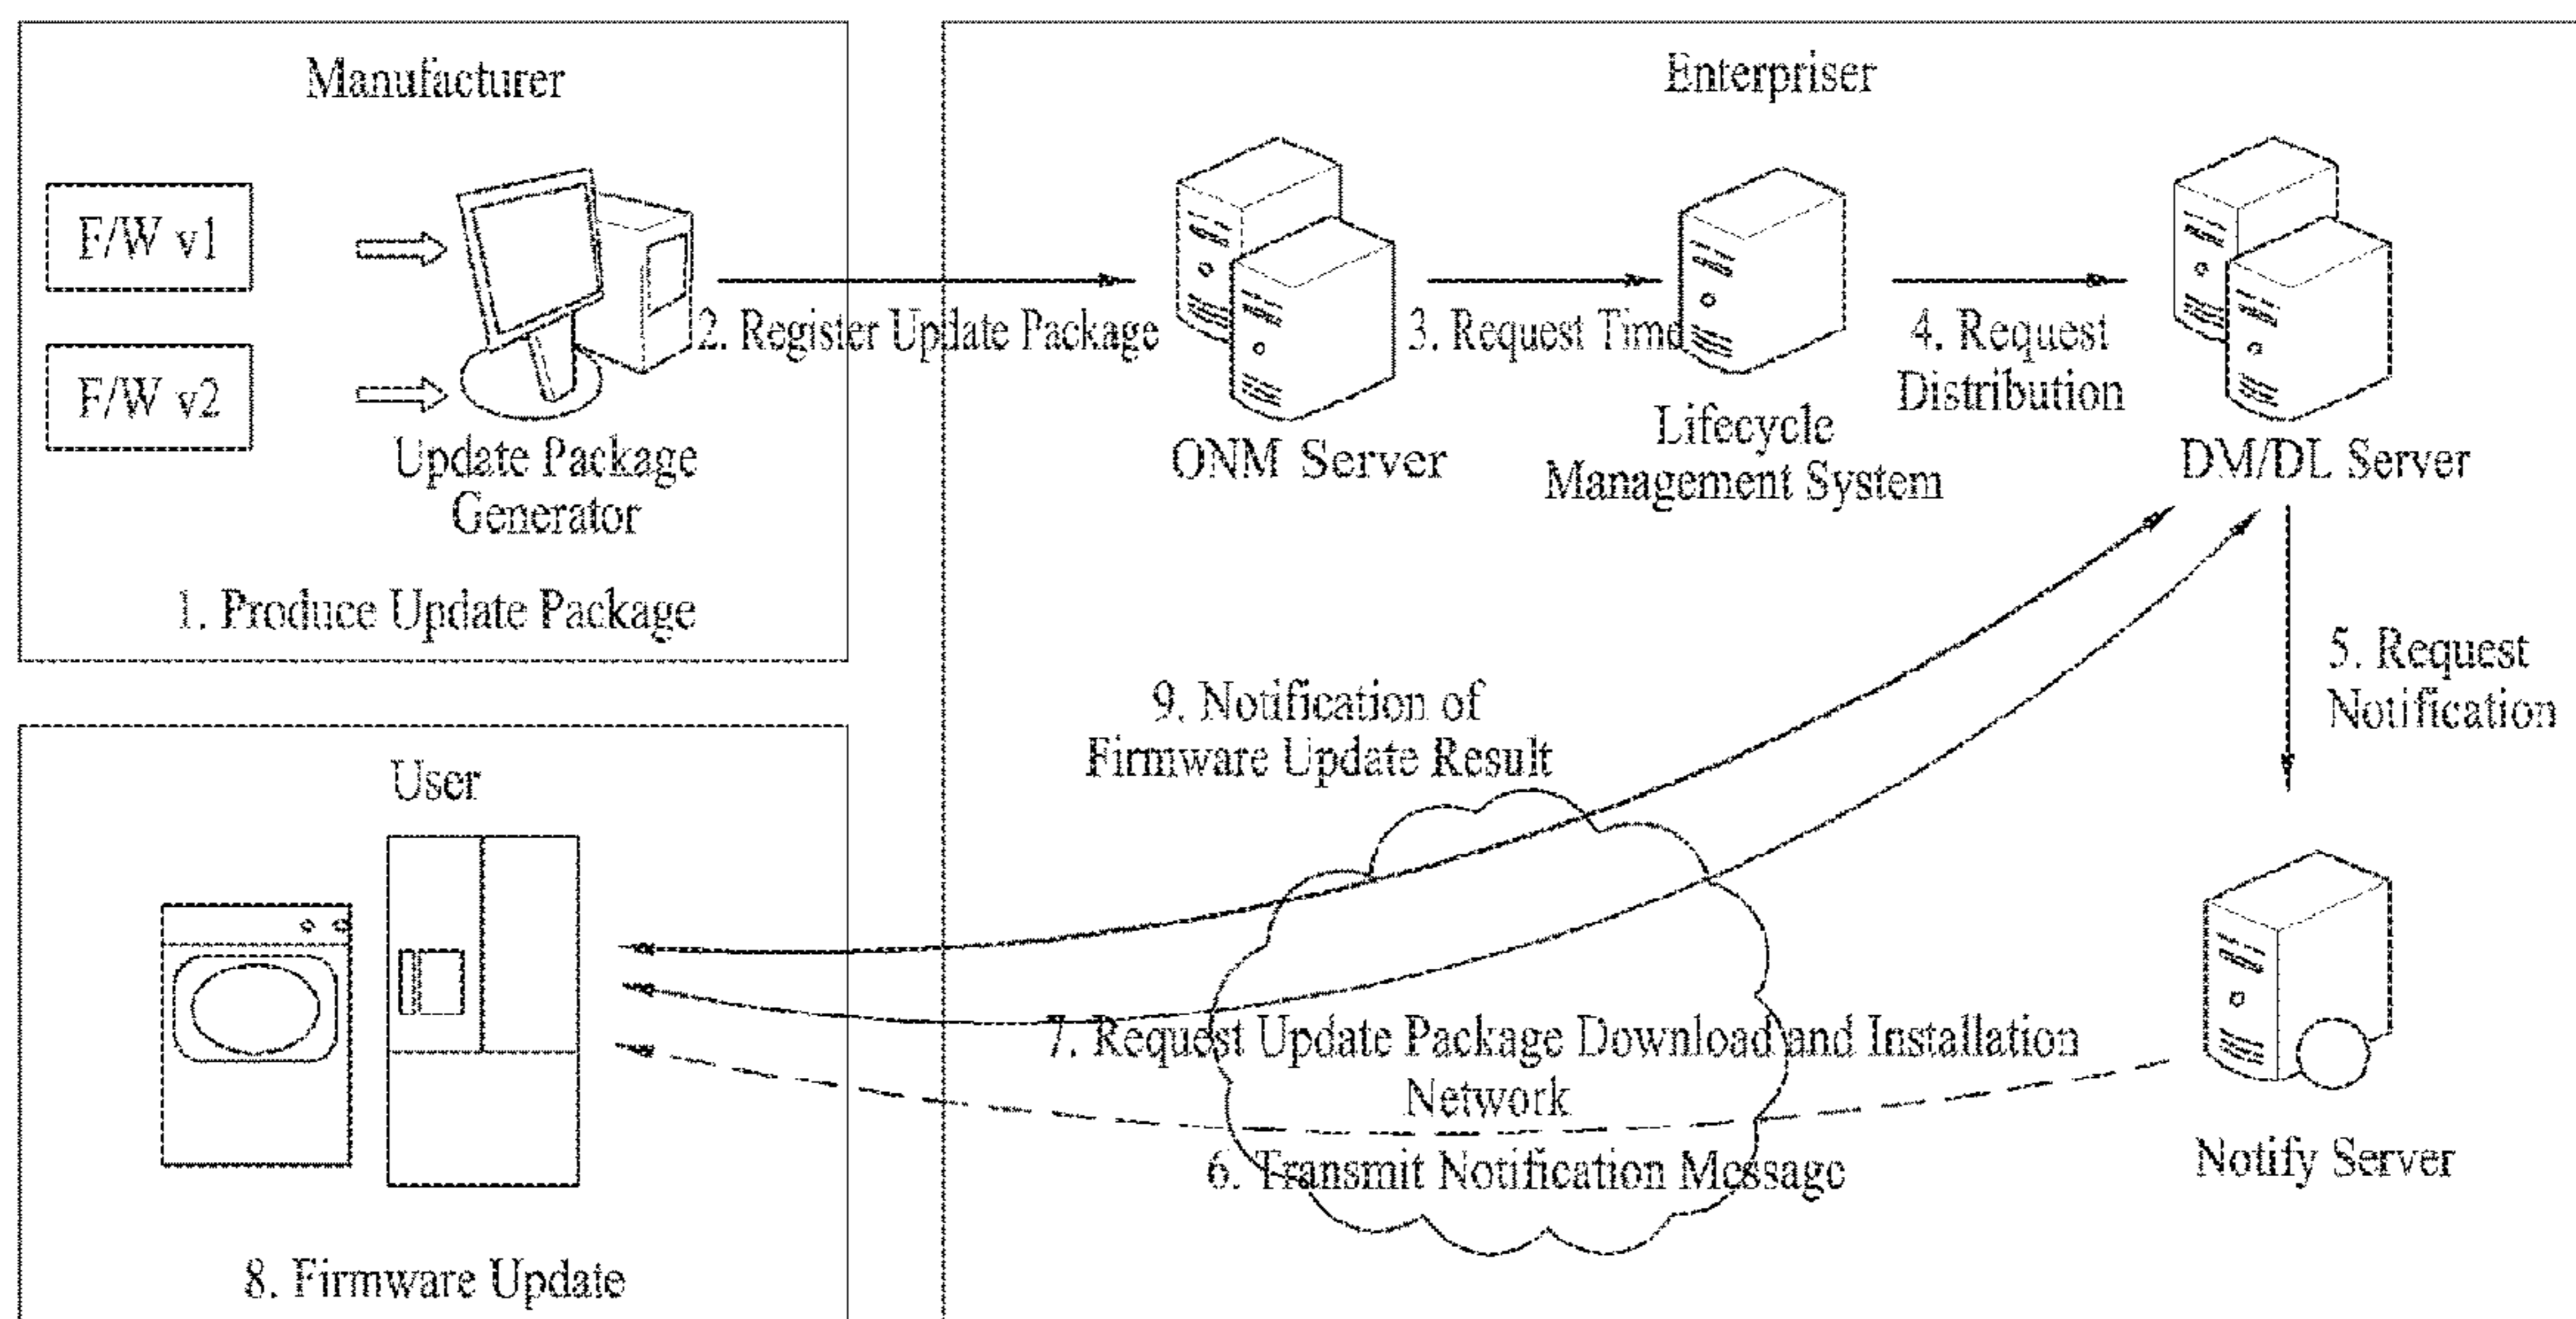 Manufacturer
F/W v1
F/W v2
Update Package
Generator
1. Produce Update Package
2. Register Update Package
Enterpriser
ONM Server
3. Request Time
Lifecycle
Management System
4. Request
Distribution
DM/DL Server
5. Request
Notification
9. Notification of
Firmware Update Result
7. Request Update Package Download and Installation
Network
6. Transmit Notification Message
Notify Server
User
8. Firmware Update